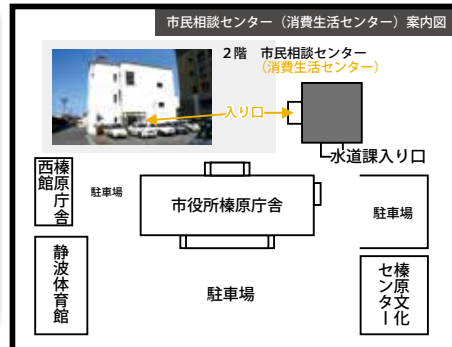 市民相談センター（消費生活センター）案内図
２階　市民相談センター
（消費生活センター）
入り口
水道課入り口
榛原庁舎
西館
駐車場
市役所榛原庁舎
駐車場
静波体育館
駐車場
榛原文化
センター